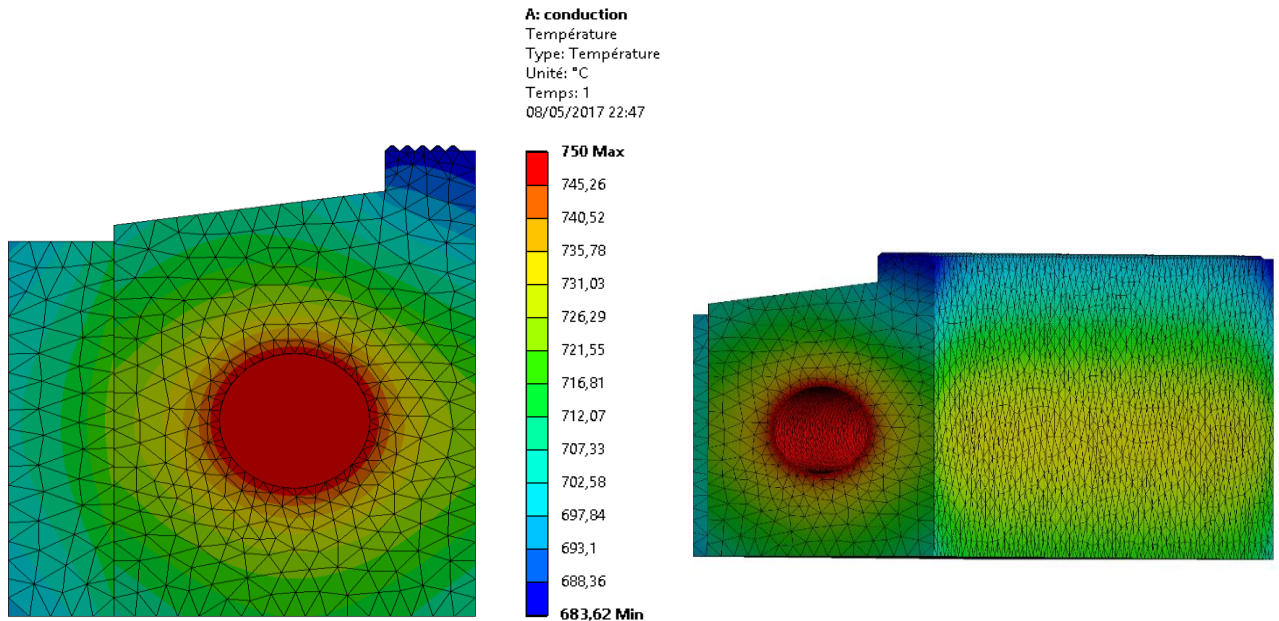 A: conduction
Température
Type: Température
Unité: °C
Temps: 1
08/05/2017 22:47
750 Max
745,26
740,52
735,78
731,03
726,29
721,55
716,81
712,07
707,33
702,58
697,84
693,1
688,36
683,62 Min